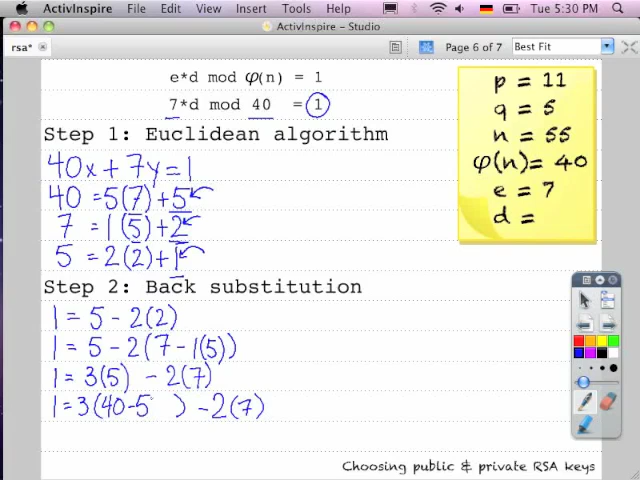 ActivInspire File Edit View Insert Tools Help Tue 5:30 PM
ActivInspire - Studio
rsa* Page 6 of 7 Best Fit
e*d mod φ(n) = 1
7*d mod 40 = 1
Step 1: Euclidean algorithm
40x + 7y = 1
40 = 5(7) + 5
7 = 1(5) + 2
5 = 2(2) + 1
Step 2: Back substitution
1 = 5 - 2(2)
1 = 5 - 2(7 - 1(5))
1 = 3(5) - 2(7)
1 = 3(40-5 ) - 2(7)
p = 11
q = 5
n = 55
φ(n) = 40
e = 7
d =
Choosing public & private RSA keys